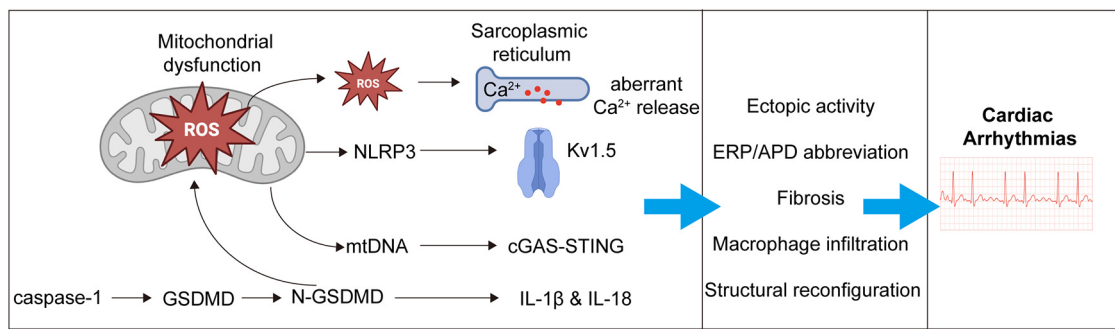 Mitochondrial
dysfunction
ROS
ROS
Sarcoplasmic
reticulum
Ca²⁺
aberrant
Ca²⁺ release
NLRP3
Kv1.5
mtDNA
cGAS-STING
caspase-1
GSDMD
N-GSDMD
IL-1β & IL-18
Ectopic activity
ERP/APD abbreviation
Fibrosis
Macrophage infiltration
Structural reconfiguration
Cardiac
Arrhythmias